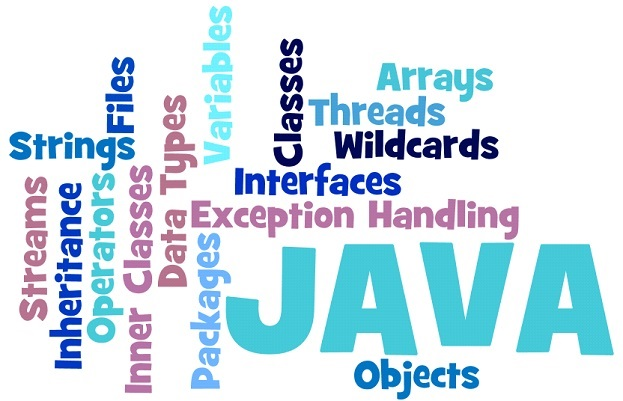 Variables
Files
Classes
Arrays
Threads
Strings
Data Types
Wildcards
Interfaces
Streams
Inheritance
Operators
Inner Classes
Exception Handling
Packages
JAVA
Objects